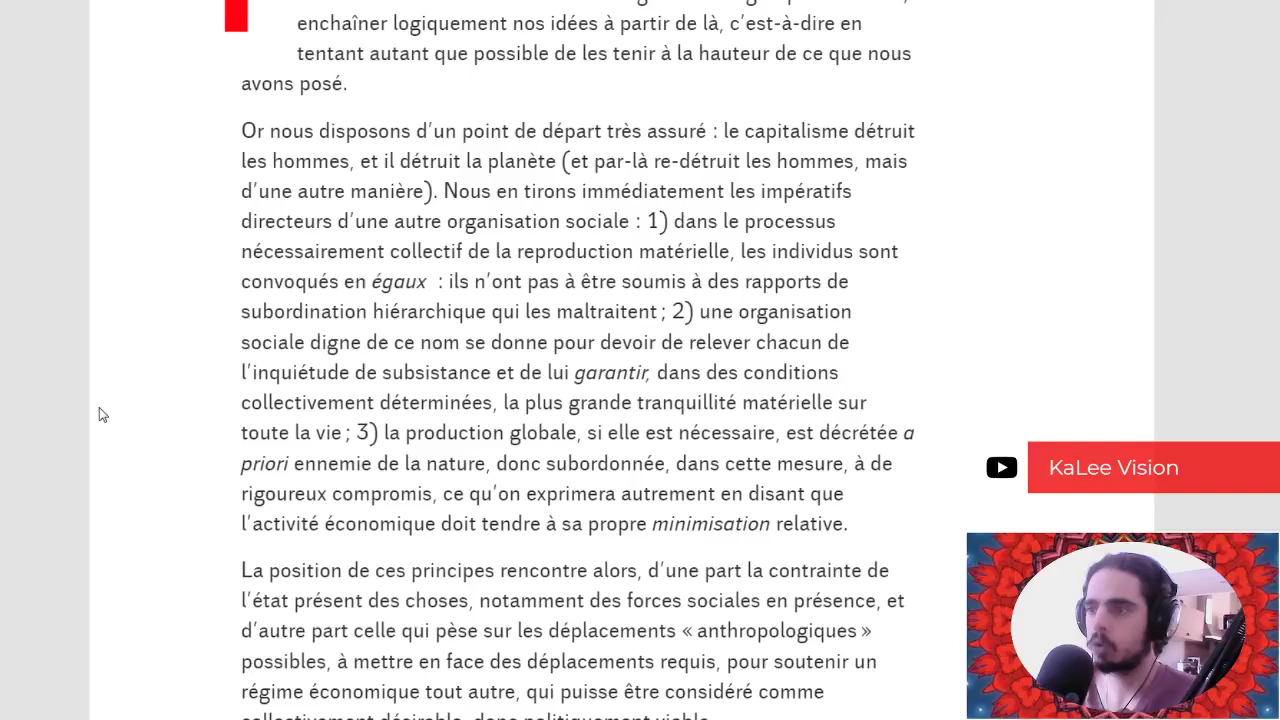 enchaîner logiquement nos idées à partir de là, c’est-à-dire en
tentant autant que possible de les tenir à la hauteur de ce que nous
avons posé.
Or nous disposons d’un point de départ très assuré : le capitalisme détruit
les hommes, et il détruit la planète (et par-là re-détruit les hommes, mais
d’une autre manière). Nous en tirons immédiatement les impératifs
directeurs d’une autre organisation sociale : 1) dans le processus
nécessairement collectif de la reproduction matérielle, les individus sont
convoqués en égaux : ils n’ont pas à être soumis à des rapports de
subordination hiérarchique qui les maltraitent ; 2) une organisation
sociale digne de ce nom se donne pour devoir de relever chacun de
l’inquiétude de subsistance et de lui garantir, dans des conditions
collectivement déterminées, la plus grande tranquillité matérielle sur
toute la vie ; 3) la production globale, si elle est nécessaire, est décrétée a
priori ennemie de la nature, donc subordonnée, dans cette mesure, à de
rigoureux compromis, ce qu’on exprimera autrement en disant que
l’activité économique doit tendre à sa propre minimisation relative.
La position de ces principes rencontre alors, d’une part la contrainte de
l’état présent des choses, notamment des forces sociales en présence, et
d’autre part celle qui pèse sur les déplacements « anthropologiques »
possibles, à mettre en face des déplacements requis, pour soutenir un
régime économique tout autre, qui puisse être considéré comme
collectivement désirable, donc politiquement viable.
KaLee Vision